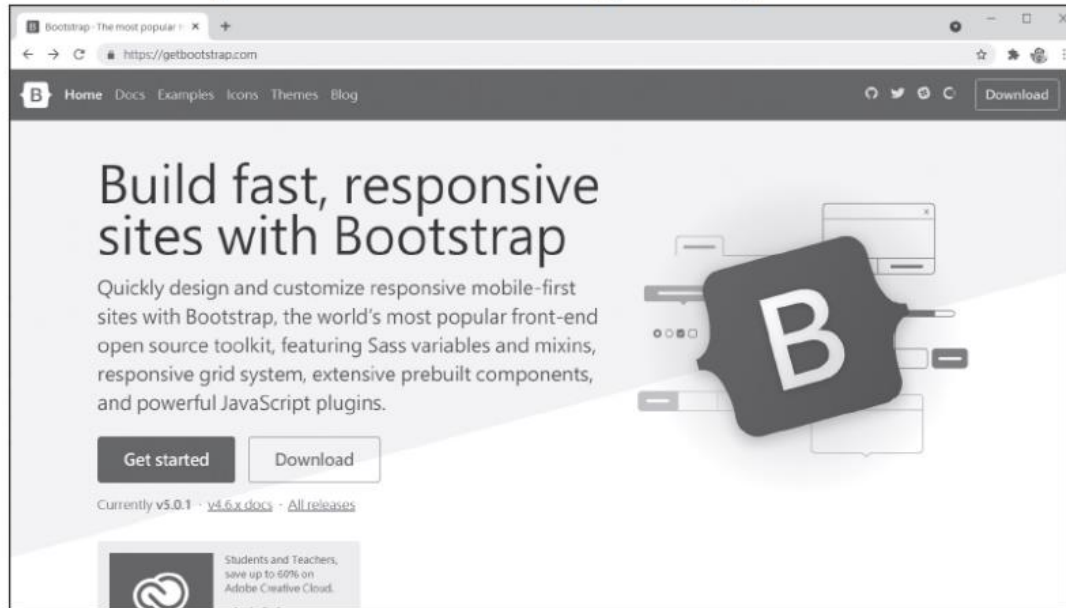 Bootstrap · The most popular
https://getbootstrap.com
B Home Docs Examples Icons Themes Blog Download
Build fast, responsive
sites with Bootstrap
Quickly design and customize responsive mobile-first
sites with Bootstrap, the world's most popular front-end
open source toolkit, featuring Sass variables and mixins,
responsive grid system, extensive prebuilt components,
and powerful JavaScript plugins.
B
Get started Download
Currently v5.0.1 · v4.6.x docs · All releases
Students and Teachers,
save up to 60% on
Adobe Creative Cloud.